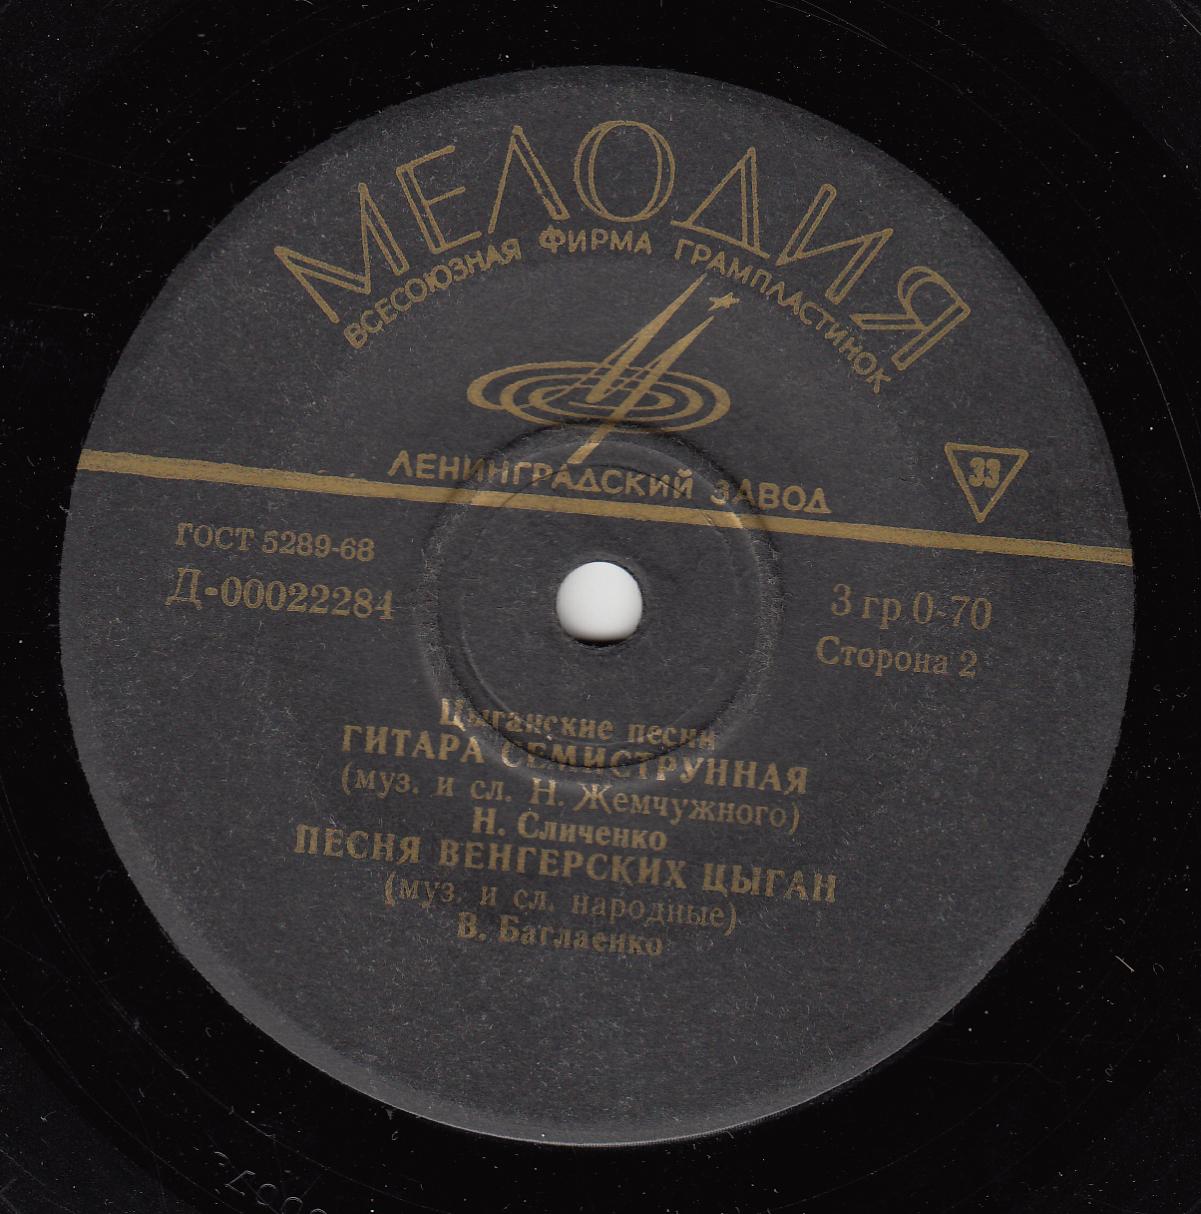 МЕЛОДИЯ
ВСЕСОЮЗНАЯ ФИРМА ГРАМПЛАСТИНОК
ЛЕНИНГРАДСКИЙ ЗАВОД
33
ГОСТ 5289-68
Д-00022284
3 гр 0-70
Сторона 2
Цыганские песни
ГИТАРА СЕМИСТРУННАЯ
(муз. и сл. Н. Жемчужного)
Н. Сличенко
ПЕСНЯ ВЕНГЕРСКИХ ЦЫГАН
(муз. и сл. народные)
В. Баглаенко